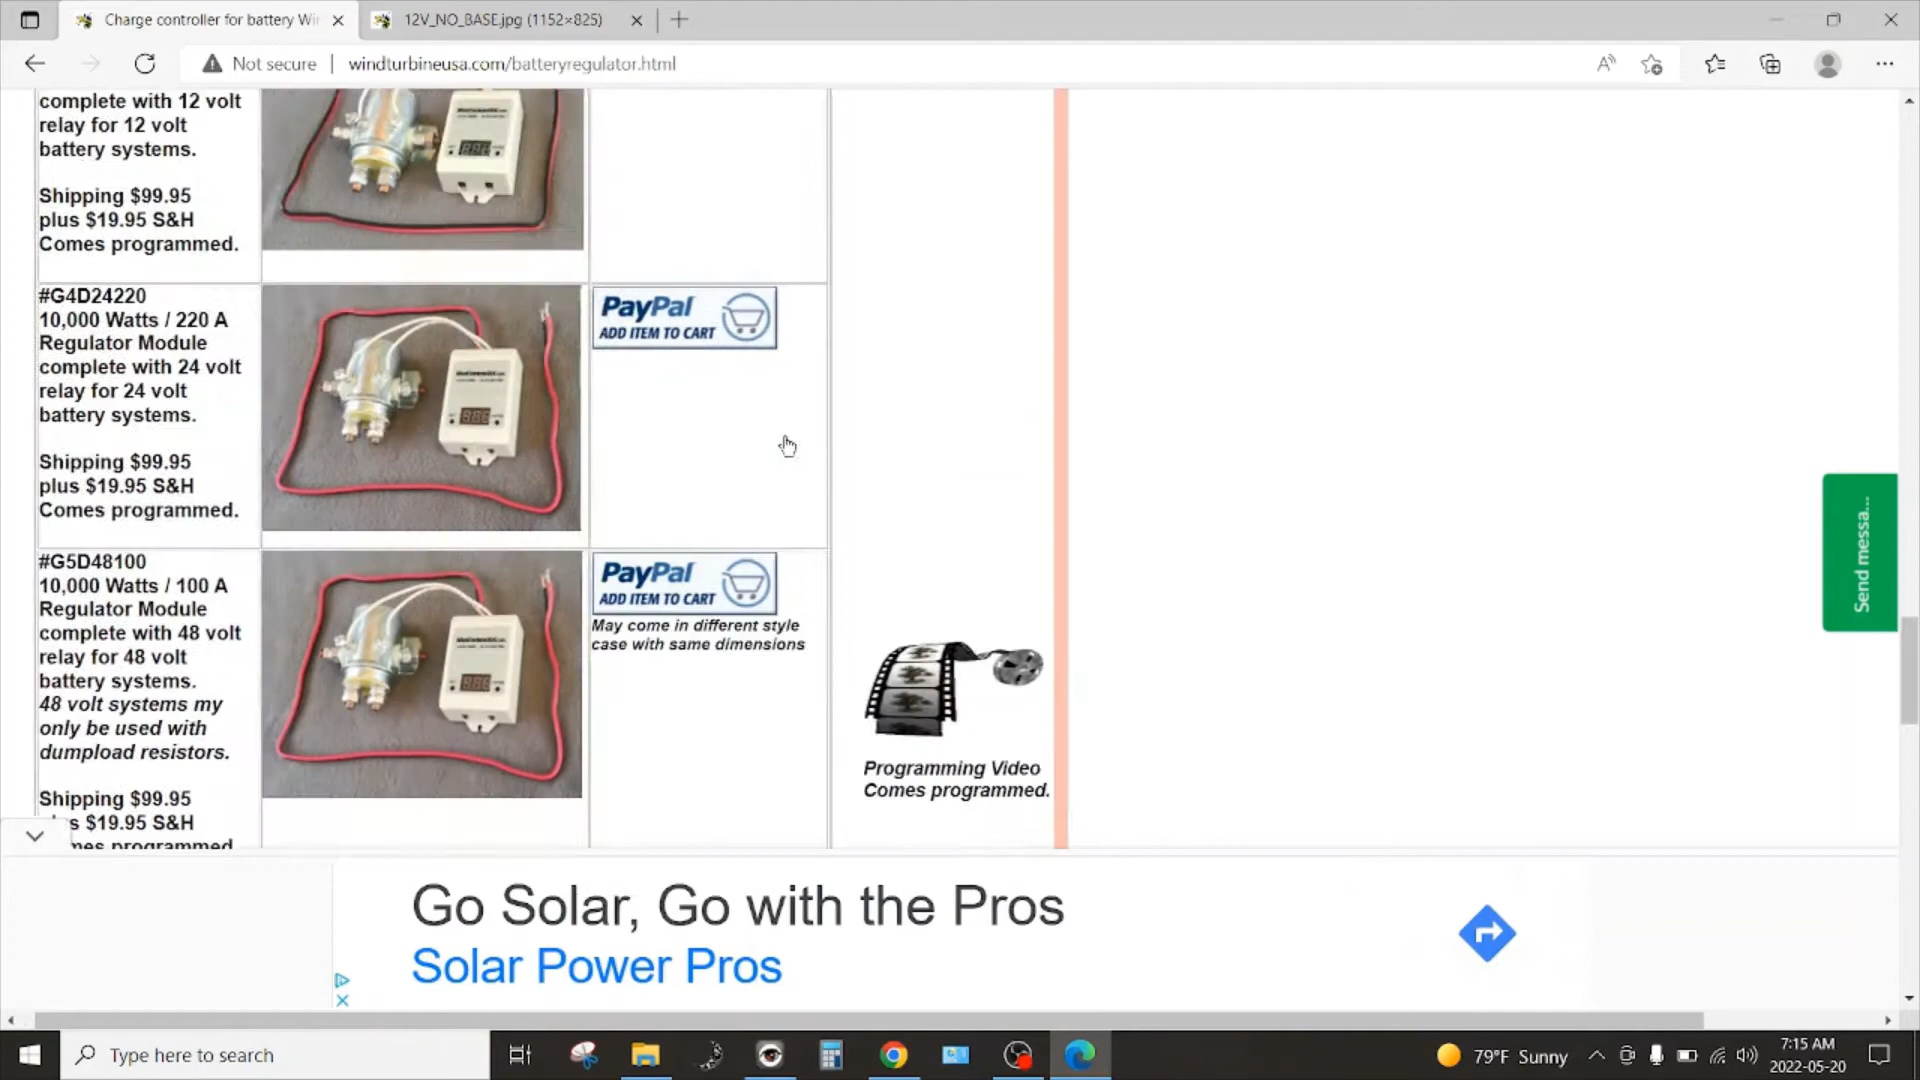 Charge controller for battery Wi
12V_NO_BASE.jpg (1152×825)
Not secure
windturbineusa.com/batteryregulator.html
complete with 12 volt
relay for 12 volt
battery systems.
Shipping $99.95
plus $19.95 S&H
Comes programmed.
#G4D24220
10,000 Watts / 220 A
Regulator Module
complete with 24 volt
relay for 24 volt
battery systems.
Shipping $99.95
plus $19.95 S&H
Comes programmed.
PayPal
ADD ITEM TO CART
#G5D48100
10,000 Watts / 100 A
Regulator Module
complete with 48 volt
relay for 48 volt
battery systems.
48 volt systems my
only be used with
dumpload resistors.
Shipping $99.95
s $19.95 S&H
mes programmed
PayPal
ADD ITEM TO CART
May come in different style
case with same dimensions
Programming Video
Comes programmed.
Send messa...
Go Solar, Go with the Pros
Solar Power Pros
Type here to search
79°F Sunny
7:15 AM
2022-05-20